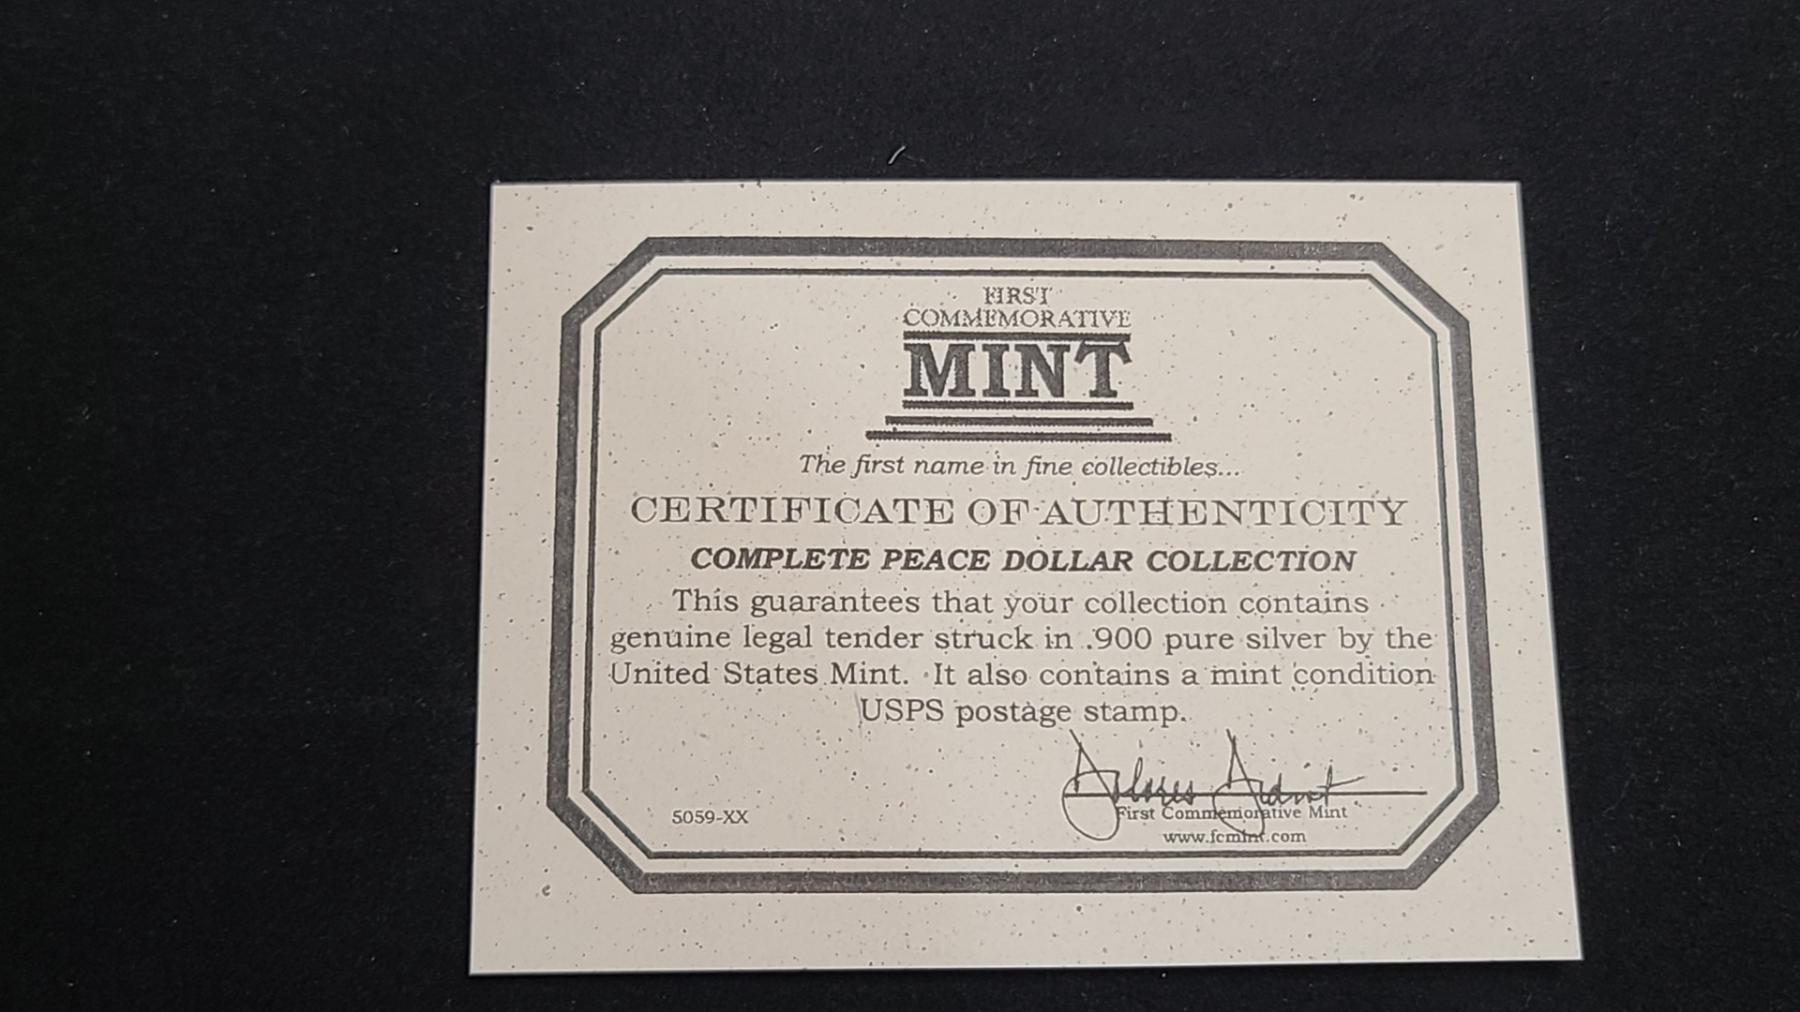 FIRST
COMMEMORATIVE
MINT
The first name in fine collectibles...
CERTIFICATE OF AUTHENTICITY
COMPLETE PEACE DOLLAR COLLECTION
This guarantees that your collection contains
genuine legal tender struck in .900 pure silver by the
United States Mint. It also contains a mint condition
USPS postage stamp.
5059-XX
First Commemorative Mint
www.fcmint.com